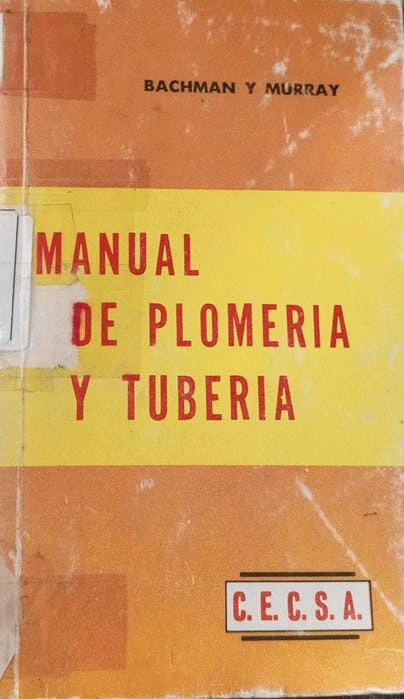 BACHMAN Y MURRAY
MANUAL
DE PLOMERIA
Y TUBERIA
C. E. C. S. A.